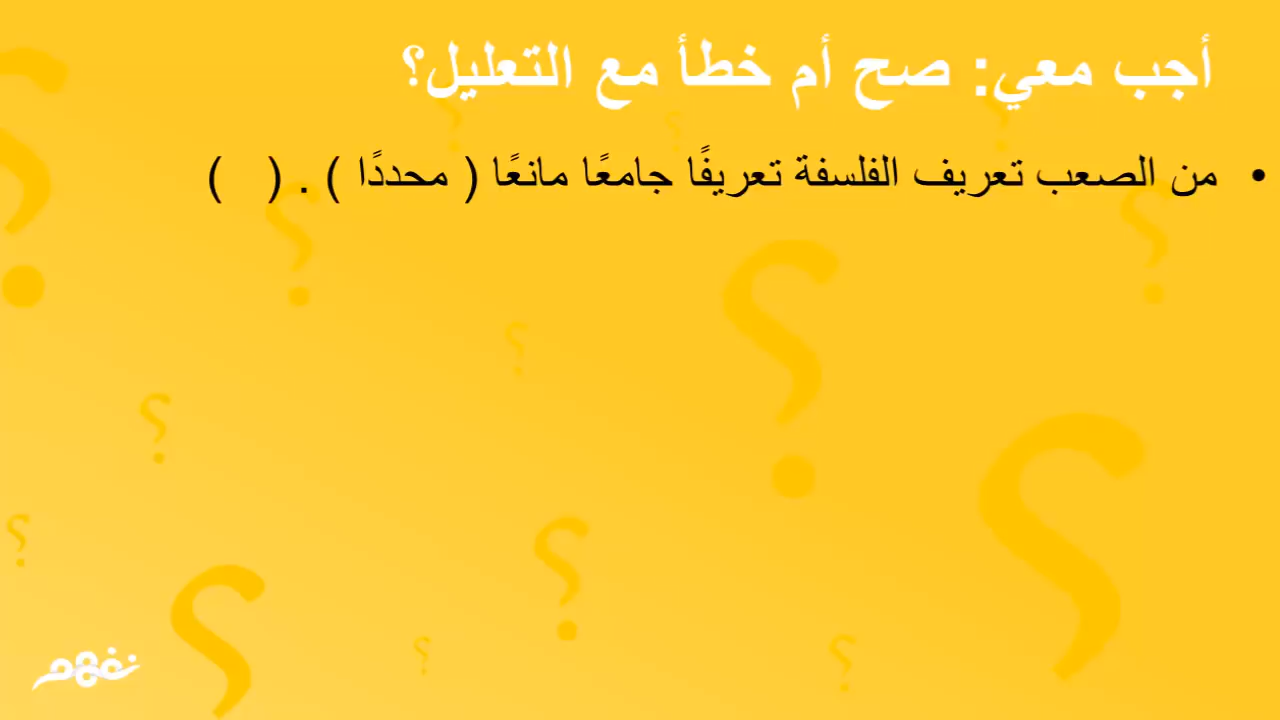 أجب معي: صح أم خطأ مع التعليل؟
• من الصعب تعريف الفلسفة تعريفًا جامعًا مانعًا ( محددًا ) . ( )
نفهم